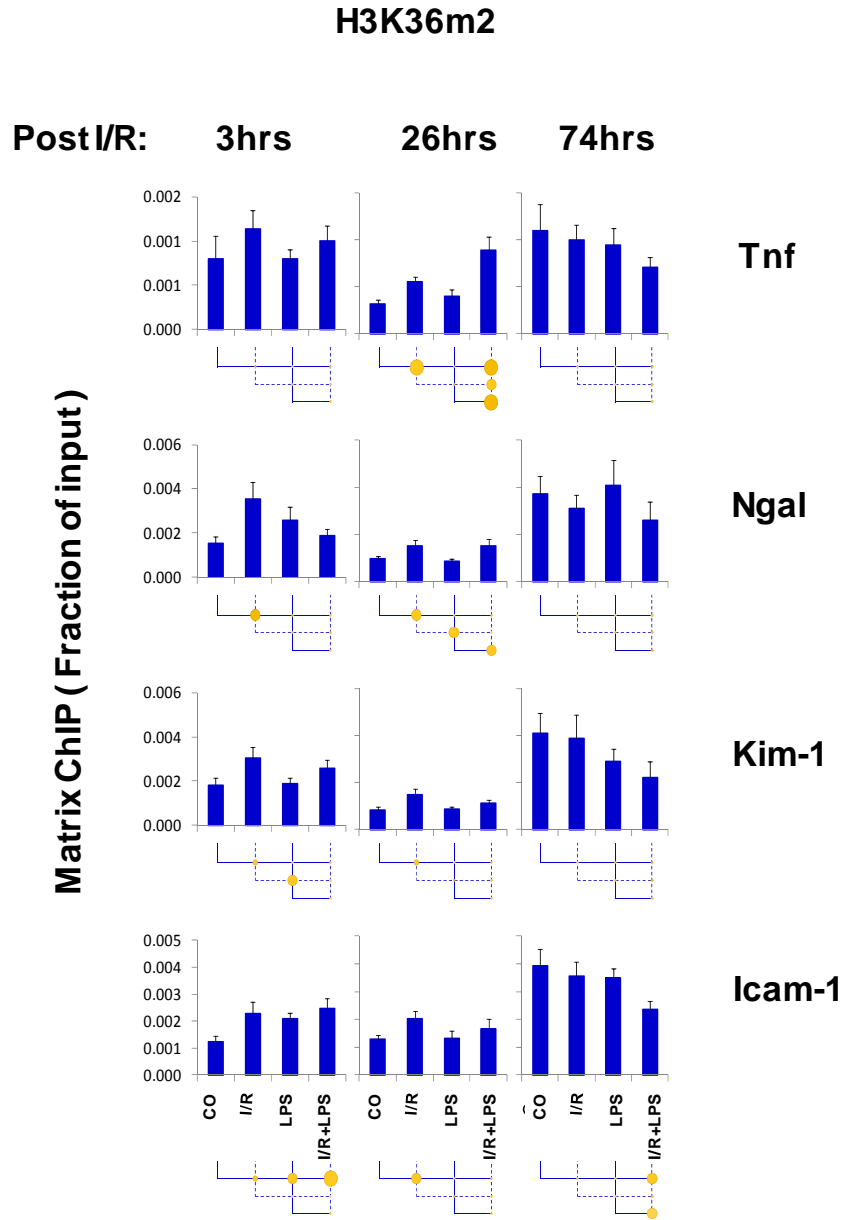 H3K36m2
Post I/R: 3hrs 26hrs 74hrs
Matrix ChIP ( Fraction of input )
0.002
0.001
0.001
0.000
Tnf
0.006
0.004
0.002
0.000
Ngal
0.006
0.004
0.002
0.000
Kim-1
0.005
0.004
0.003
0.002
0.001
0.000
Icam-1
CO I/R LPS I/R+LPS CO I/R LPS I/R+LPS CO I/R LPS I/R+LPS